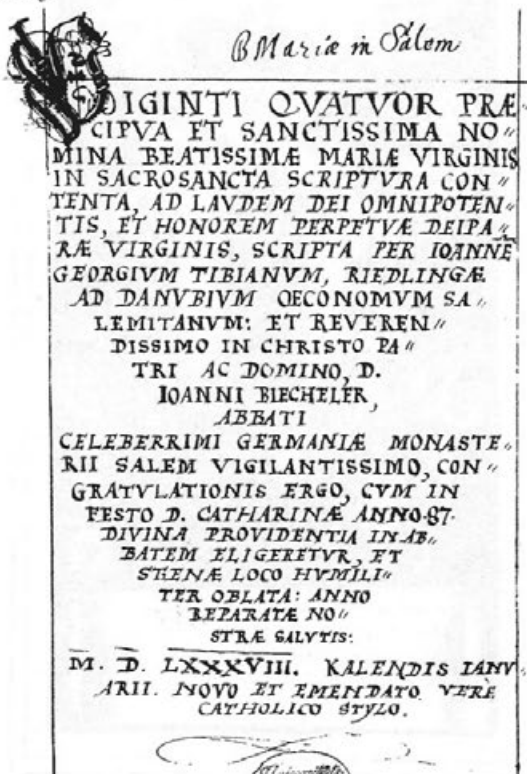 B Mariæ in Salem
VIGINTI QVATVOR PRÆ〃
CIPVA ET SANCTISSIMA NO〃
MINA BEATISSIMÆ MARIÆ VIRGINIS
IN SACROSANCTA SCRIPTVRA CON〃
TENTA, AD LAVDEM DEI OMNIPOTEN〃
TIS, ET HONOREM PERPETVÆ DEIPA〃
RÆ VIRGINIS, SCRIPTA PER IOANNĒ
GEORGIVM TIBIANVM, RIEDLINGÆ
AD DANVBIVM OECONOMVM SA〃
LEMITANVM: ET REVEREN〃
DISSIMO IN CHRISTO PA〃
TRI AC DOMINO, D.
IOANNI BIECHELER,
ABBATI
CELEBERRIMI GERMANIÆ MONASTE〃
RII SALEM VIGILANTISSIMO, CON〃
GRATVLATIONIS ERGO, CVM IN
FESTO D. CATHARINÆ ANNO·87·
DIVINA PROVIDENTIA IN AB〃
BATEM ELIGERETVR, ET
STRENÆ LOCO HVMILI〃
TER OBLATA: ANNO
REPARATÆ NO〃
STRÆ SALVTIS:
M. D. LXXXVIII. KALENDIS IANV〃
ARII. NOVO ET EMENDATO VERE
CATHOLICO STYLO.